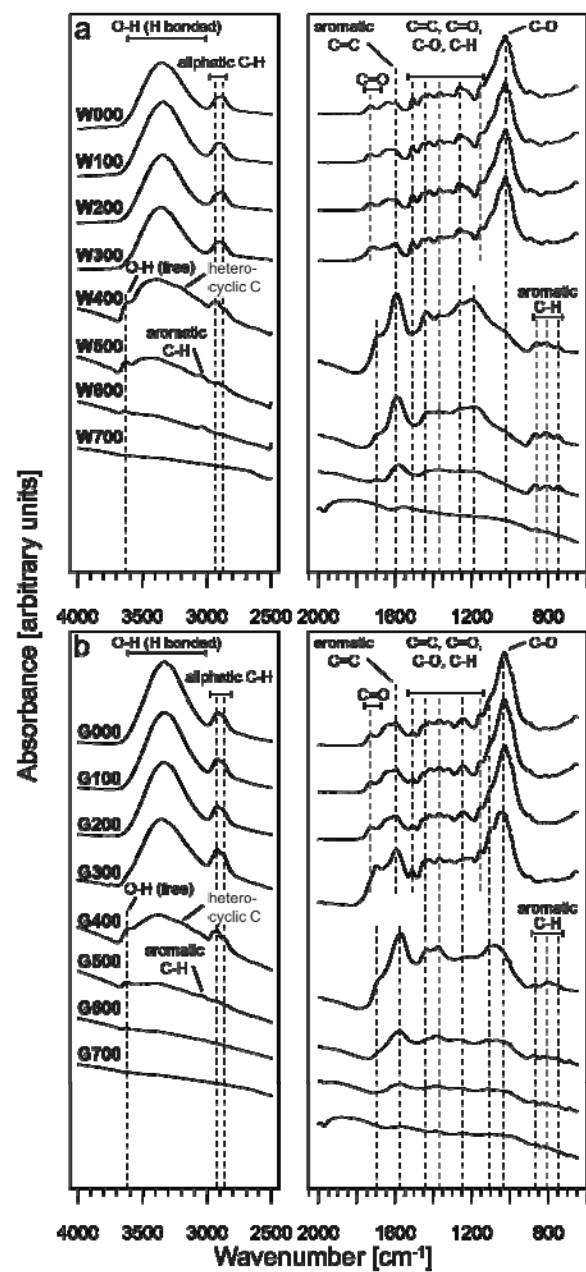 a
O-H (H bonded)
aliphatic C-H
W000
W100
W200
W300
O-H (free)
hetero-
cyclic C
W400
aromatic
C-H
W500
W600
W700
aromatic
C=C
C=C, C=O,
C-O, C-H
C-O
C=O
aromatic
C-H
4000 3500 3000 2500
2000 1600 1200 800
b
O-H (H bonded)
aliphatic C-H
G000
G100
G200
G300
O-H (free)
hetero-
cyclic C
G400
aromatic
C-H
G500
G600
G700
aromatic
C=C
C=C, C=O,
C-O, C-H
C-O
C=O
aromatic
C-H
4000 3500 3000 2500
2000 1600 1200 800
Absorbance [arbitrary units]
Wavenumber [cm⁻¹]